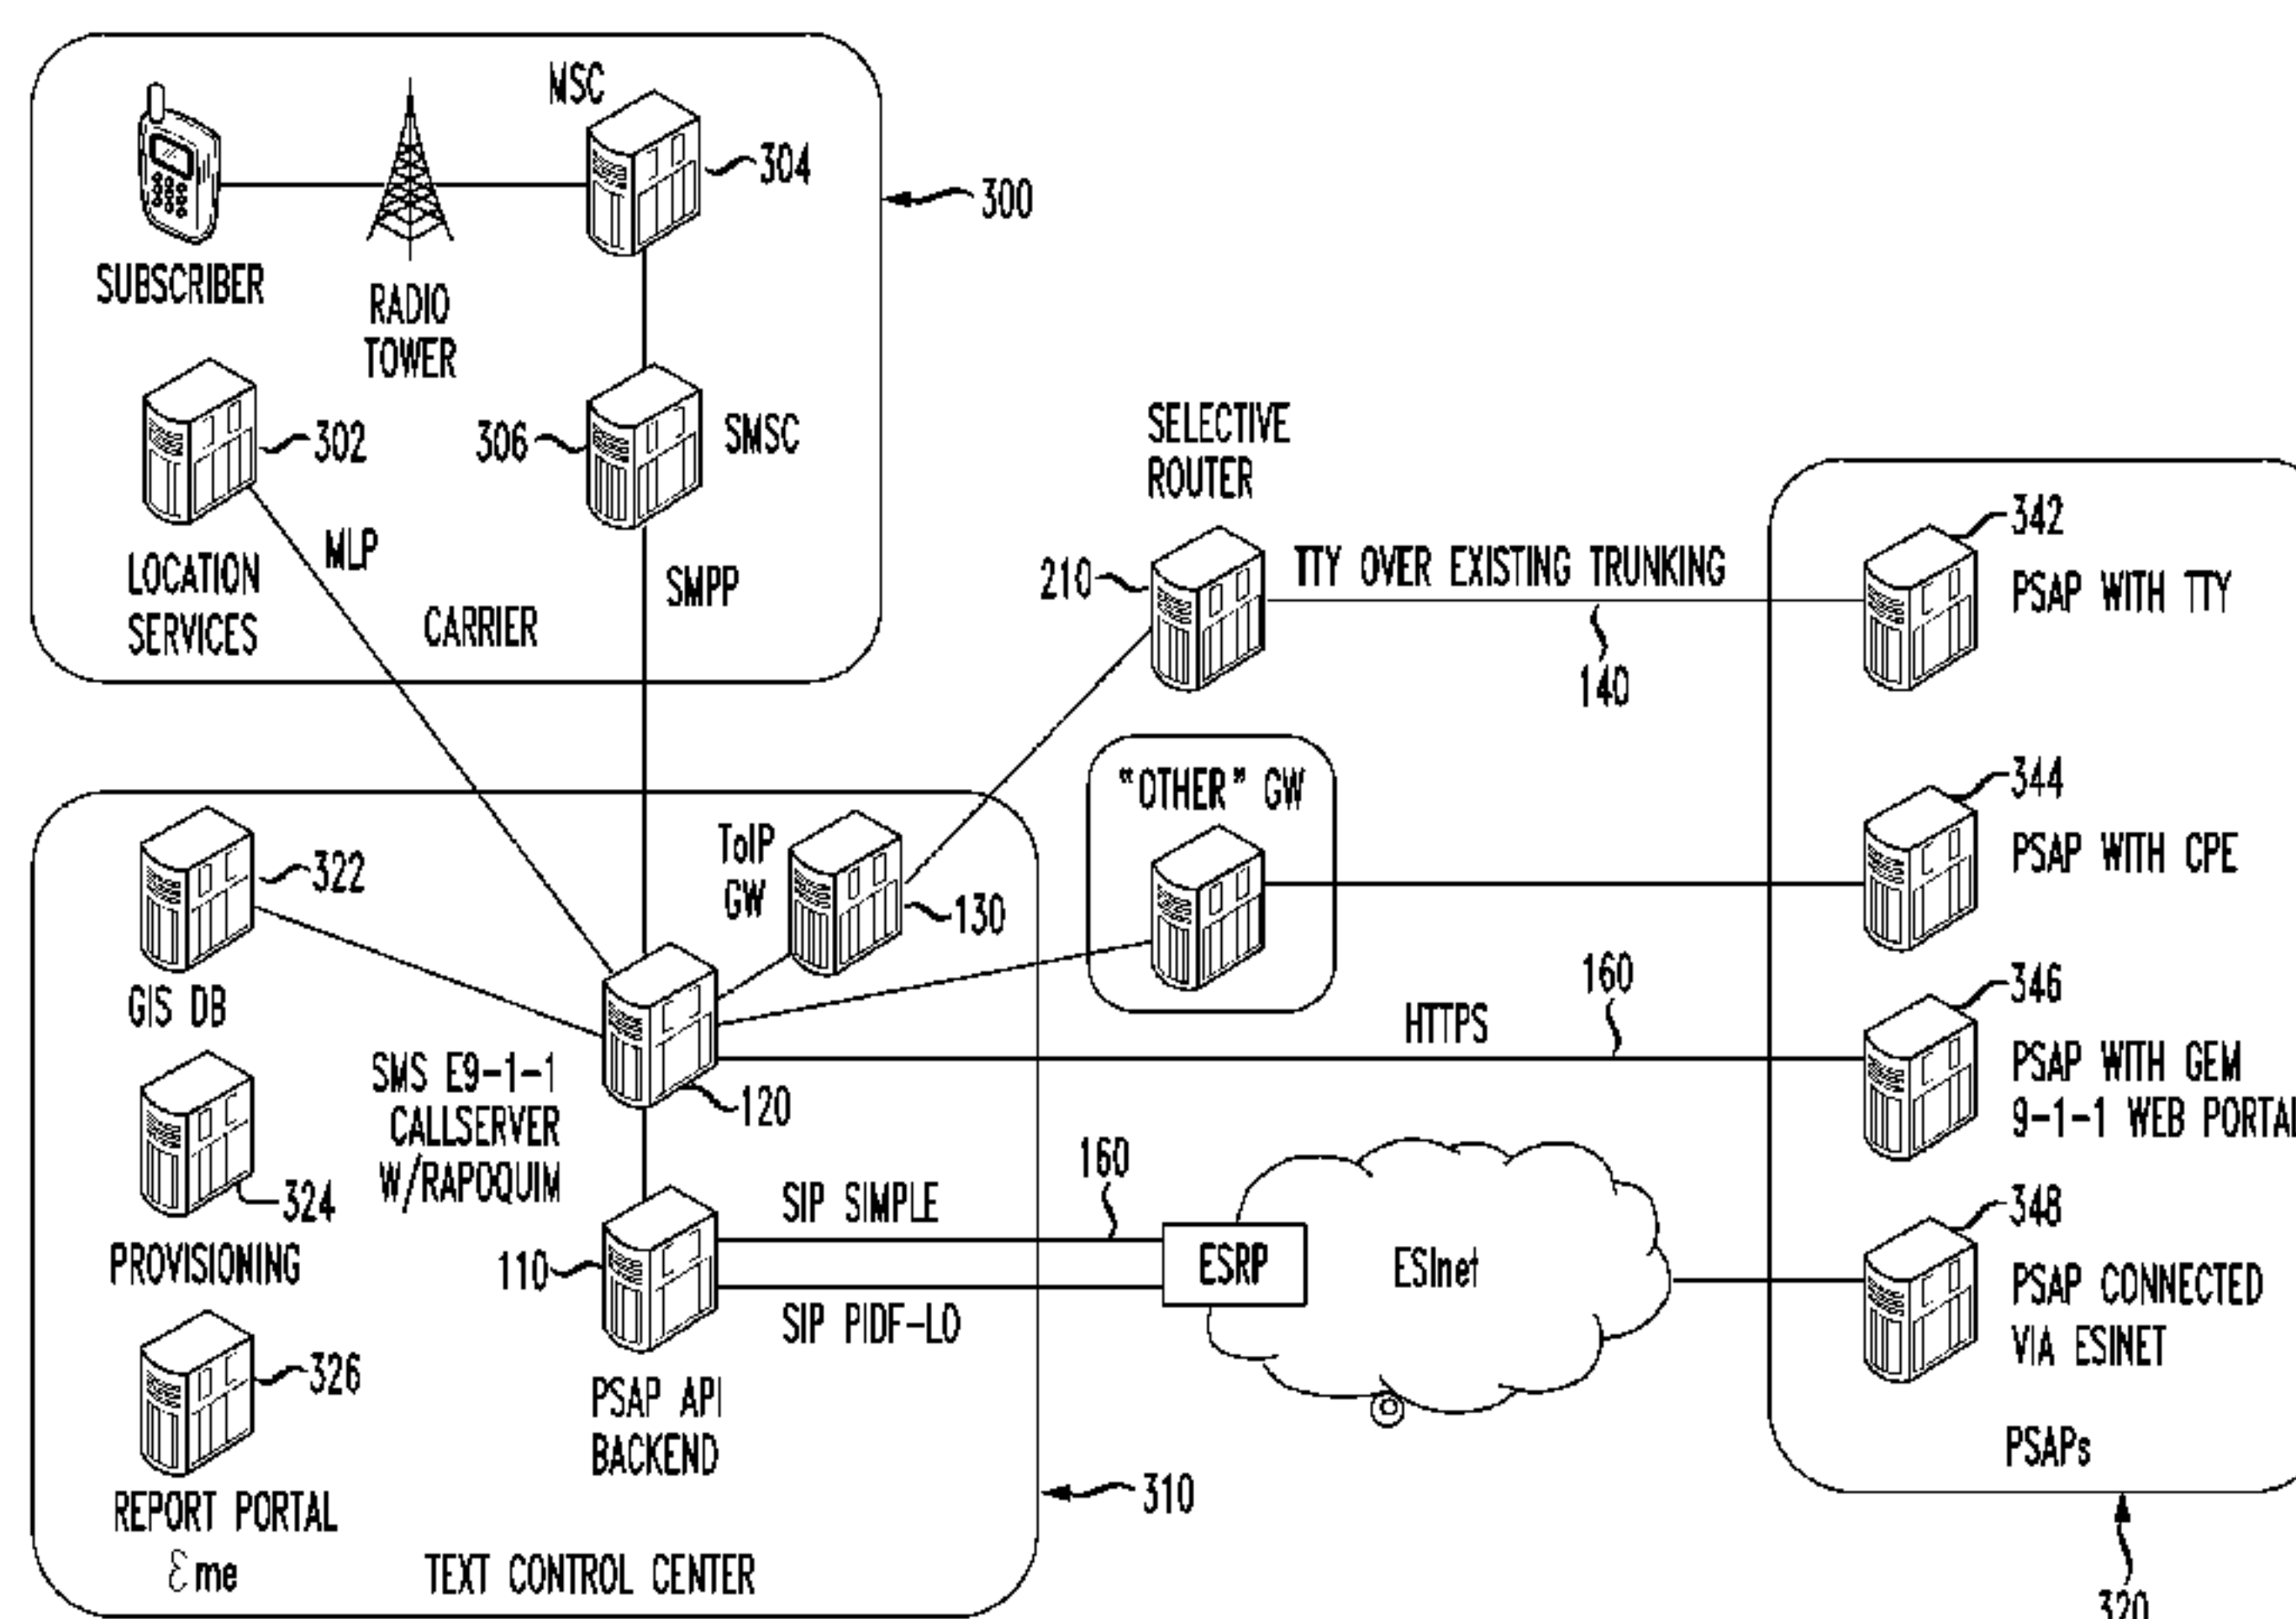 MSC
304
300
SUBSCRIBER
RADIO
TOWER
302
306
SMSC
MLP
LOCATION
SERVICES
CARRIER
SMPP
SELECTIVE
ROUTER
210
TTY OVER EXISTING TRUNKING
140
342
PSAP WITH TTY
"OTHER" GW
344
PSAP WITH CPE
322
GIS DB
ToIP
GW
130
SMS E9-1-1
CALLSERVER
W/RAPOQUIM
120
HTTPS
160
346
PSAP WITH GEM
9-1-1 WEB PORTAL
324
PROVISIONING
110
SIP SIMPLE
160
SIP PIDF-LO
ESRP
ESInet
348
PSAP CONNECTED
VIA ESINET
326
REPORT PORTAL
& me
PSAP API
BACKEND
310
TEXT CONTROL CENTER
PSAPs
320